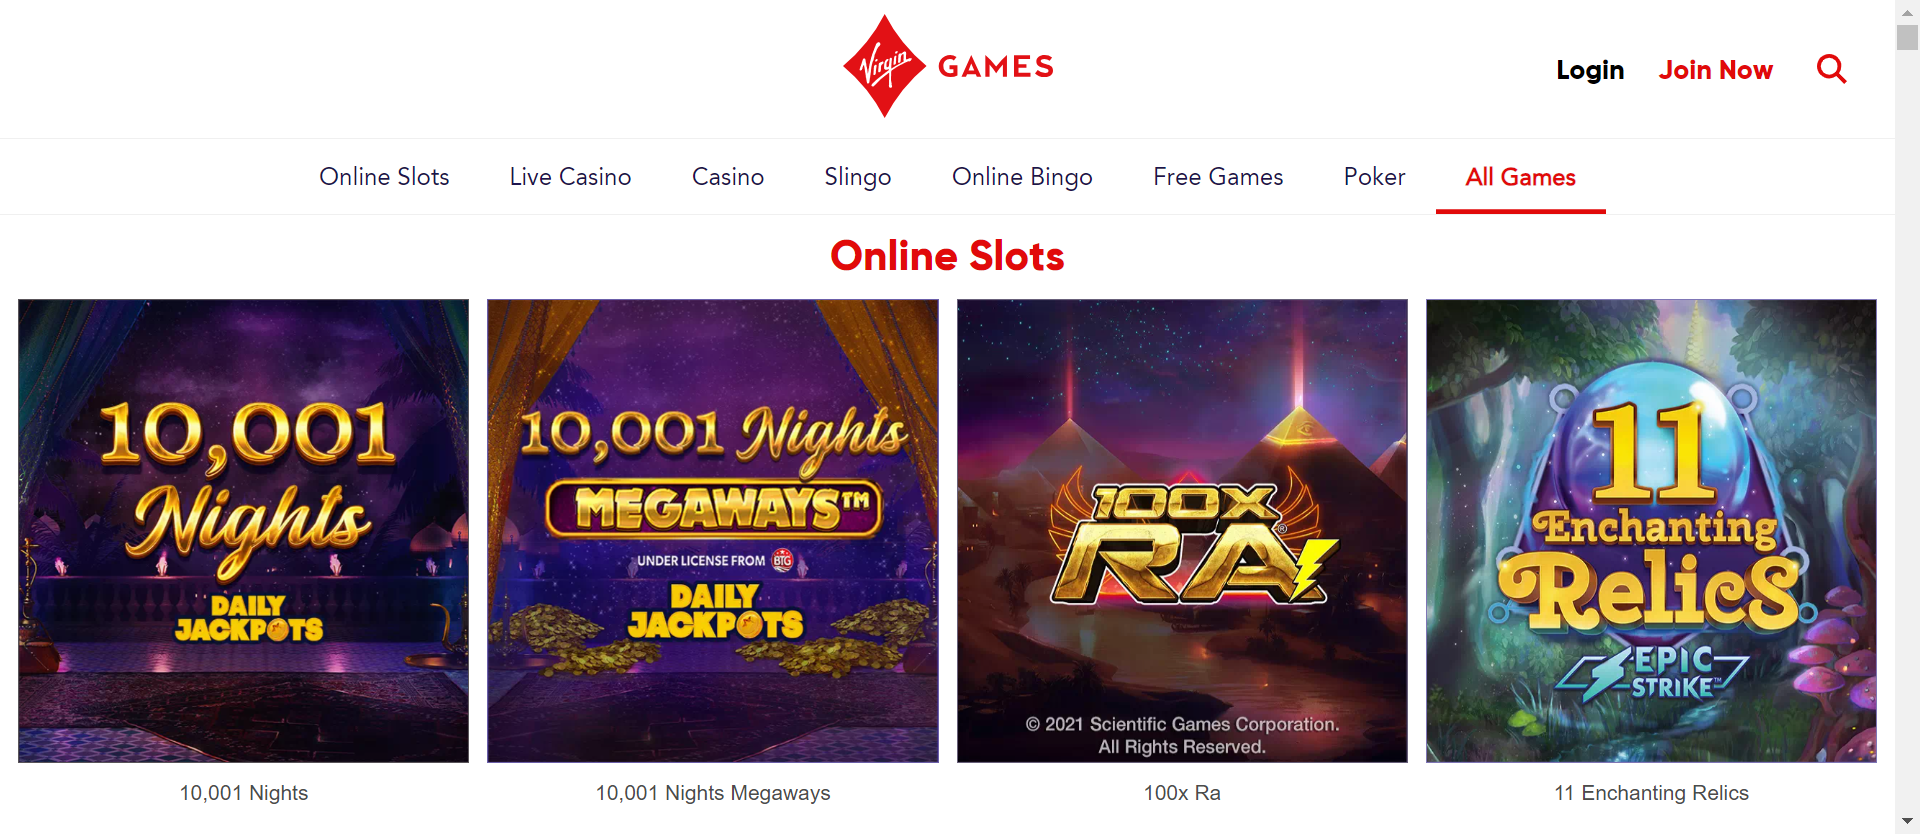 Virgin GAMES
Login Join Now
Online Slots Live Casino Casino Slingo Online Bingo Free Games Poker All Games
Online Slots
10,001
Nights
DAILY
JACKPOTS
10,001 Nights
MEGAWAYS™
UNDER LICENSE FROM BTG
DAILY
JACKPOTS
100X
RA®
© 2021 Scientific Games Corporation.
All Rights Reserved.
11
Enchanting
Relics
EPIC
STRIKE™
10,001 Nights
10,001 Nights Megaways
100x Ra
11 Enchanting Relics